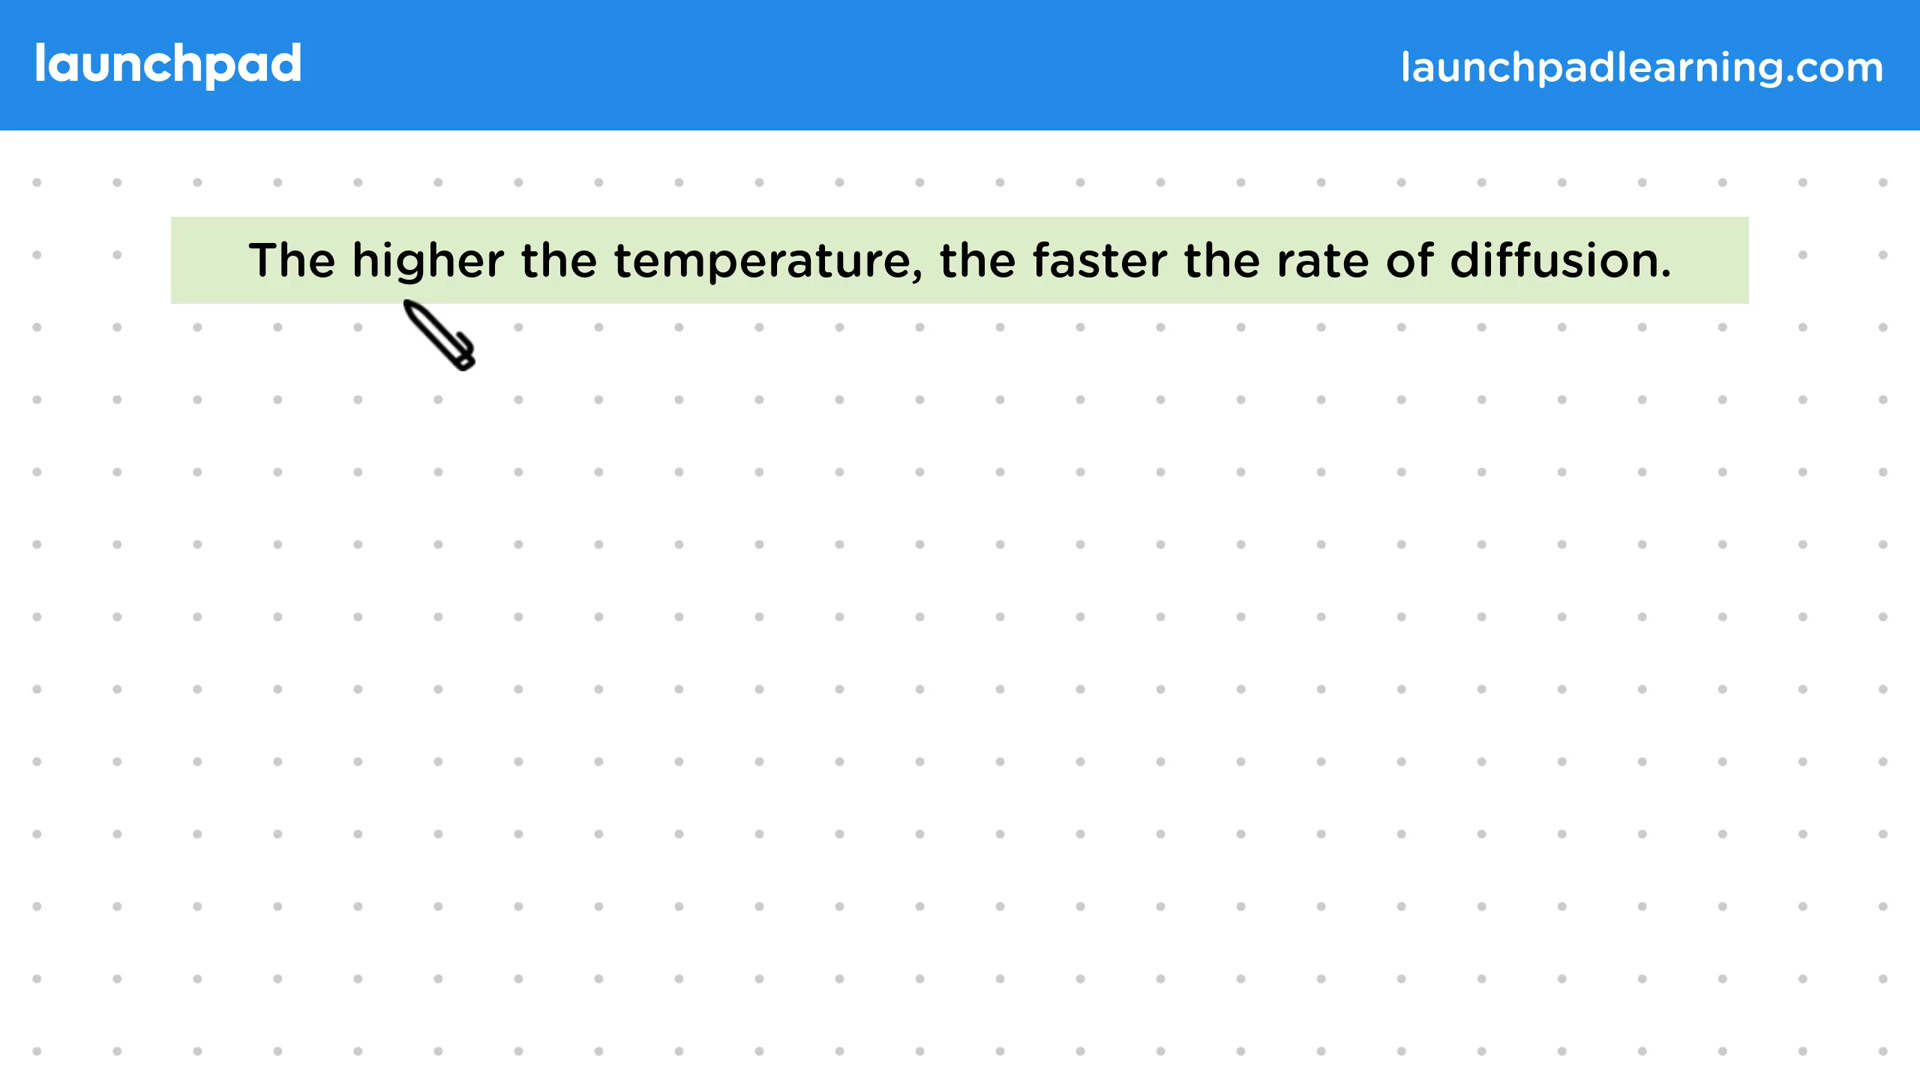 launchpad
launchpadlearning.com
The higher the temperature, the faster the rate of diffusion.